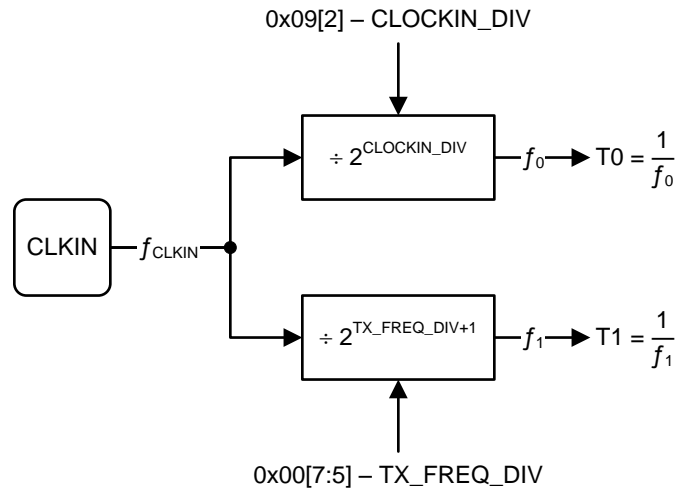 0x09[2] – CLOCKIN_DIV
÷ 2^CLOCKIN_DIV
f₀
T0 = 1/f₀
CLKIN
f_CLKIN
÷ 2^TX_FREQ_DIV+1
f₁
T1 = 1/f₁
0x00[7:5] – TX_FREQ_DIV